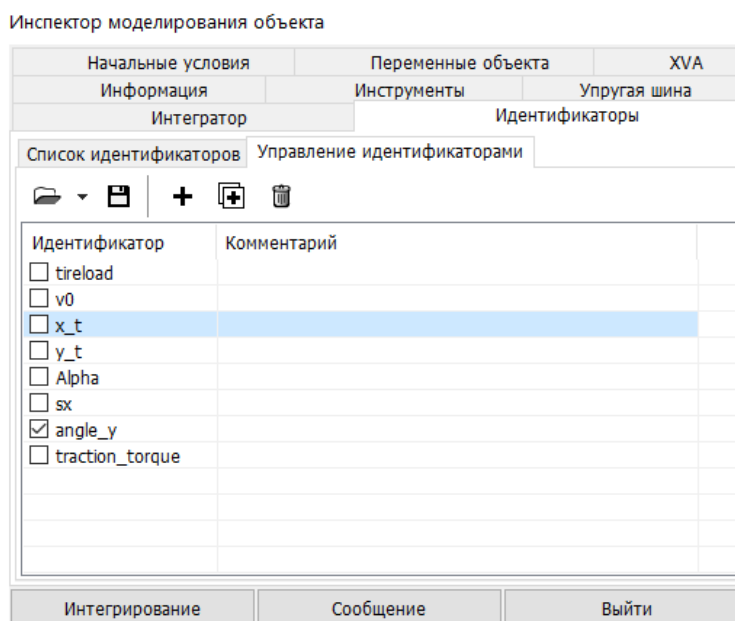 Инспектор моделирования объекта
Начальные условия Переменные объекта XVA
Информация Инструменты Упругая шина
Интегратор Идентификаторы
Список идентификаторов Управление идентификаторами
Идентификатор Комментарий
tireload
v0
x_t
y_t
Alpha
sx
angle_y
traction_torque
Интегрирование Сообщение Выйти